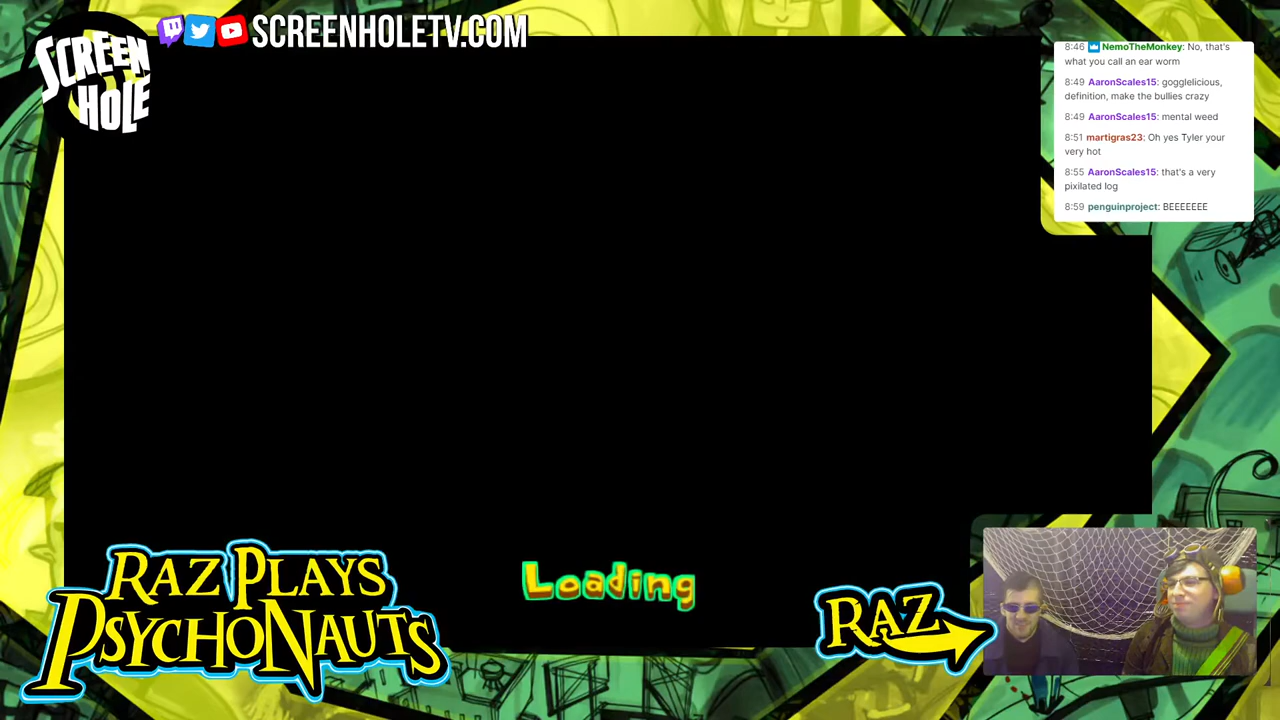 SCREEN
HOLE
SCREENHOLETV.COM
8:46 NemoTheMonkey: No, that's
what you call an ear worm
8:49 AaronScales15: gogglelicious,
definition, make the bullies crazy
8:49 AaronScales15: mental weed
8:51 martigras23: Oh yes Tyler your
very hot
8:55 AaronScales15: that's a very
pixilated log
8:59 penguinproject: BEEEEEEE
Loading
RAZ PLAYS
PSYCHONAUTS
RAZ